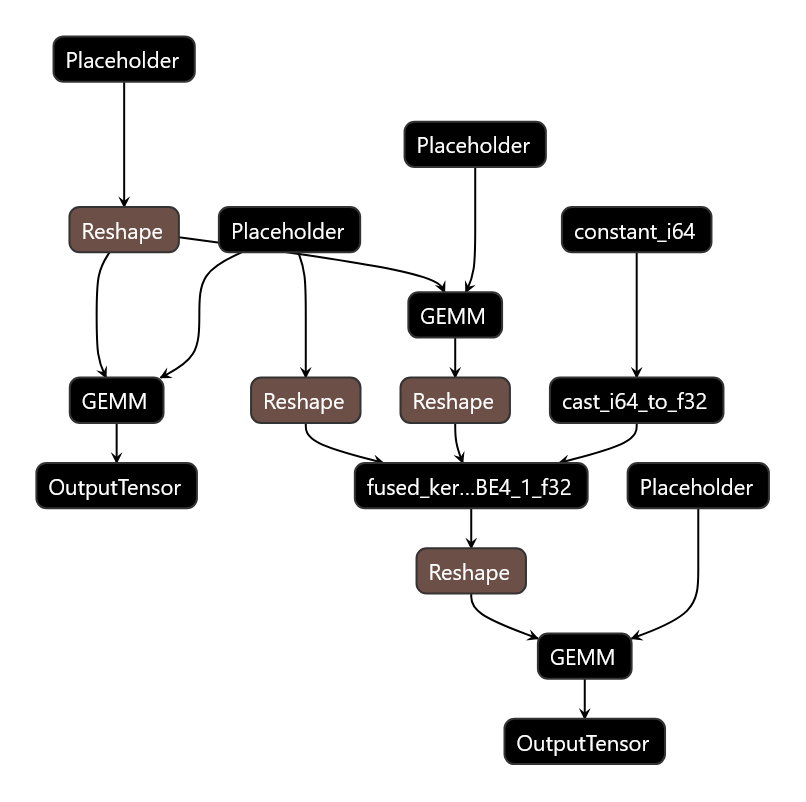 Placeholder
Placeholder
Reshape
Placeholder
constant_i64
GEMM
GEMM
Reshape
Reshape
cast_i64_to_f32
OutputTensor
fused_ker...BE4_1_f32
Placeholder
Reshape
GEMM
OutputTensor